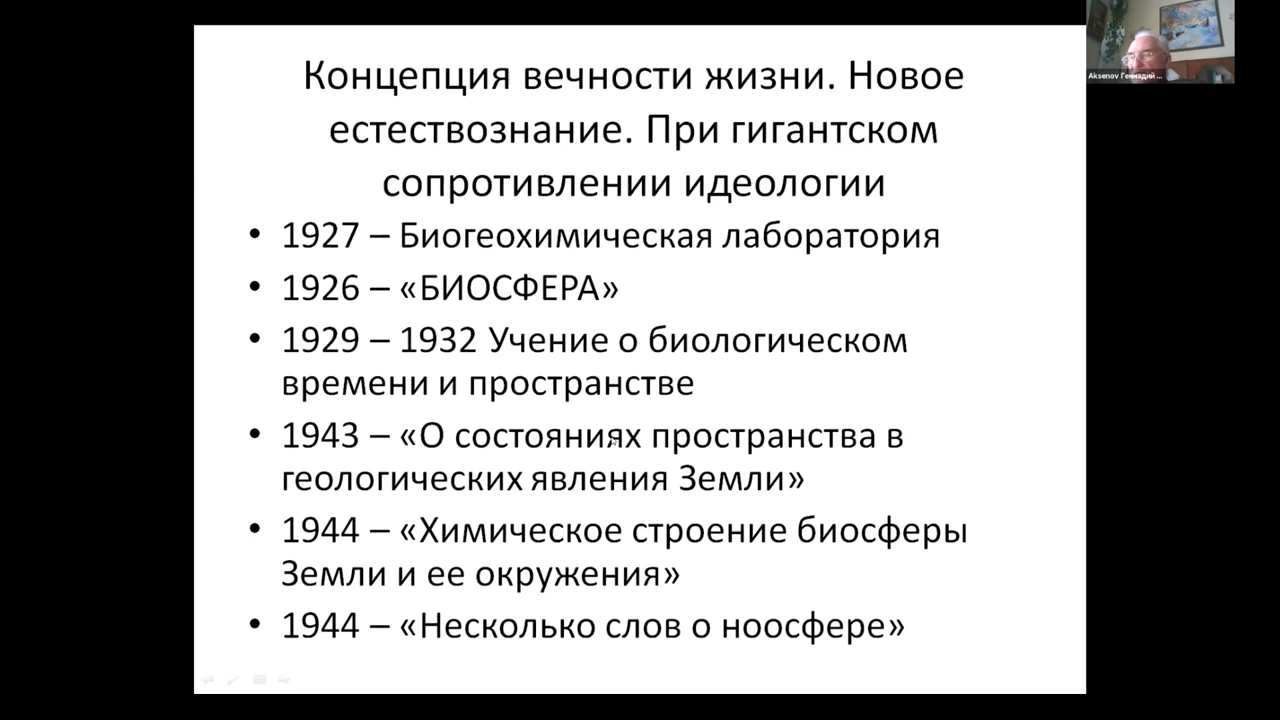 Концепция вечности жизни. Новое
естествознание. При гигантском
сопротивлении идеологии
• 1927 – Биогеохимическая лаборатория
• 1926 – «БИОСФЕРА»
• 1929 – 1932 Учение о биологическом
времени и пространстве
• 1943 – «О состояниях пространства в
геологических явления Земли»
• 1944 – «Химическое строение биосферы
Земли и ее окружения»
• 1944 – «Несколько слов о ноосфере»
Aksenov Геннадий ...